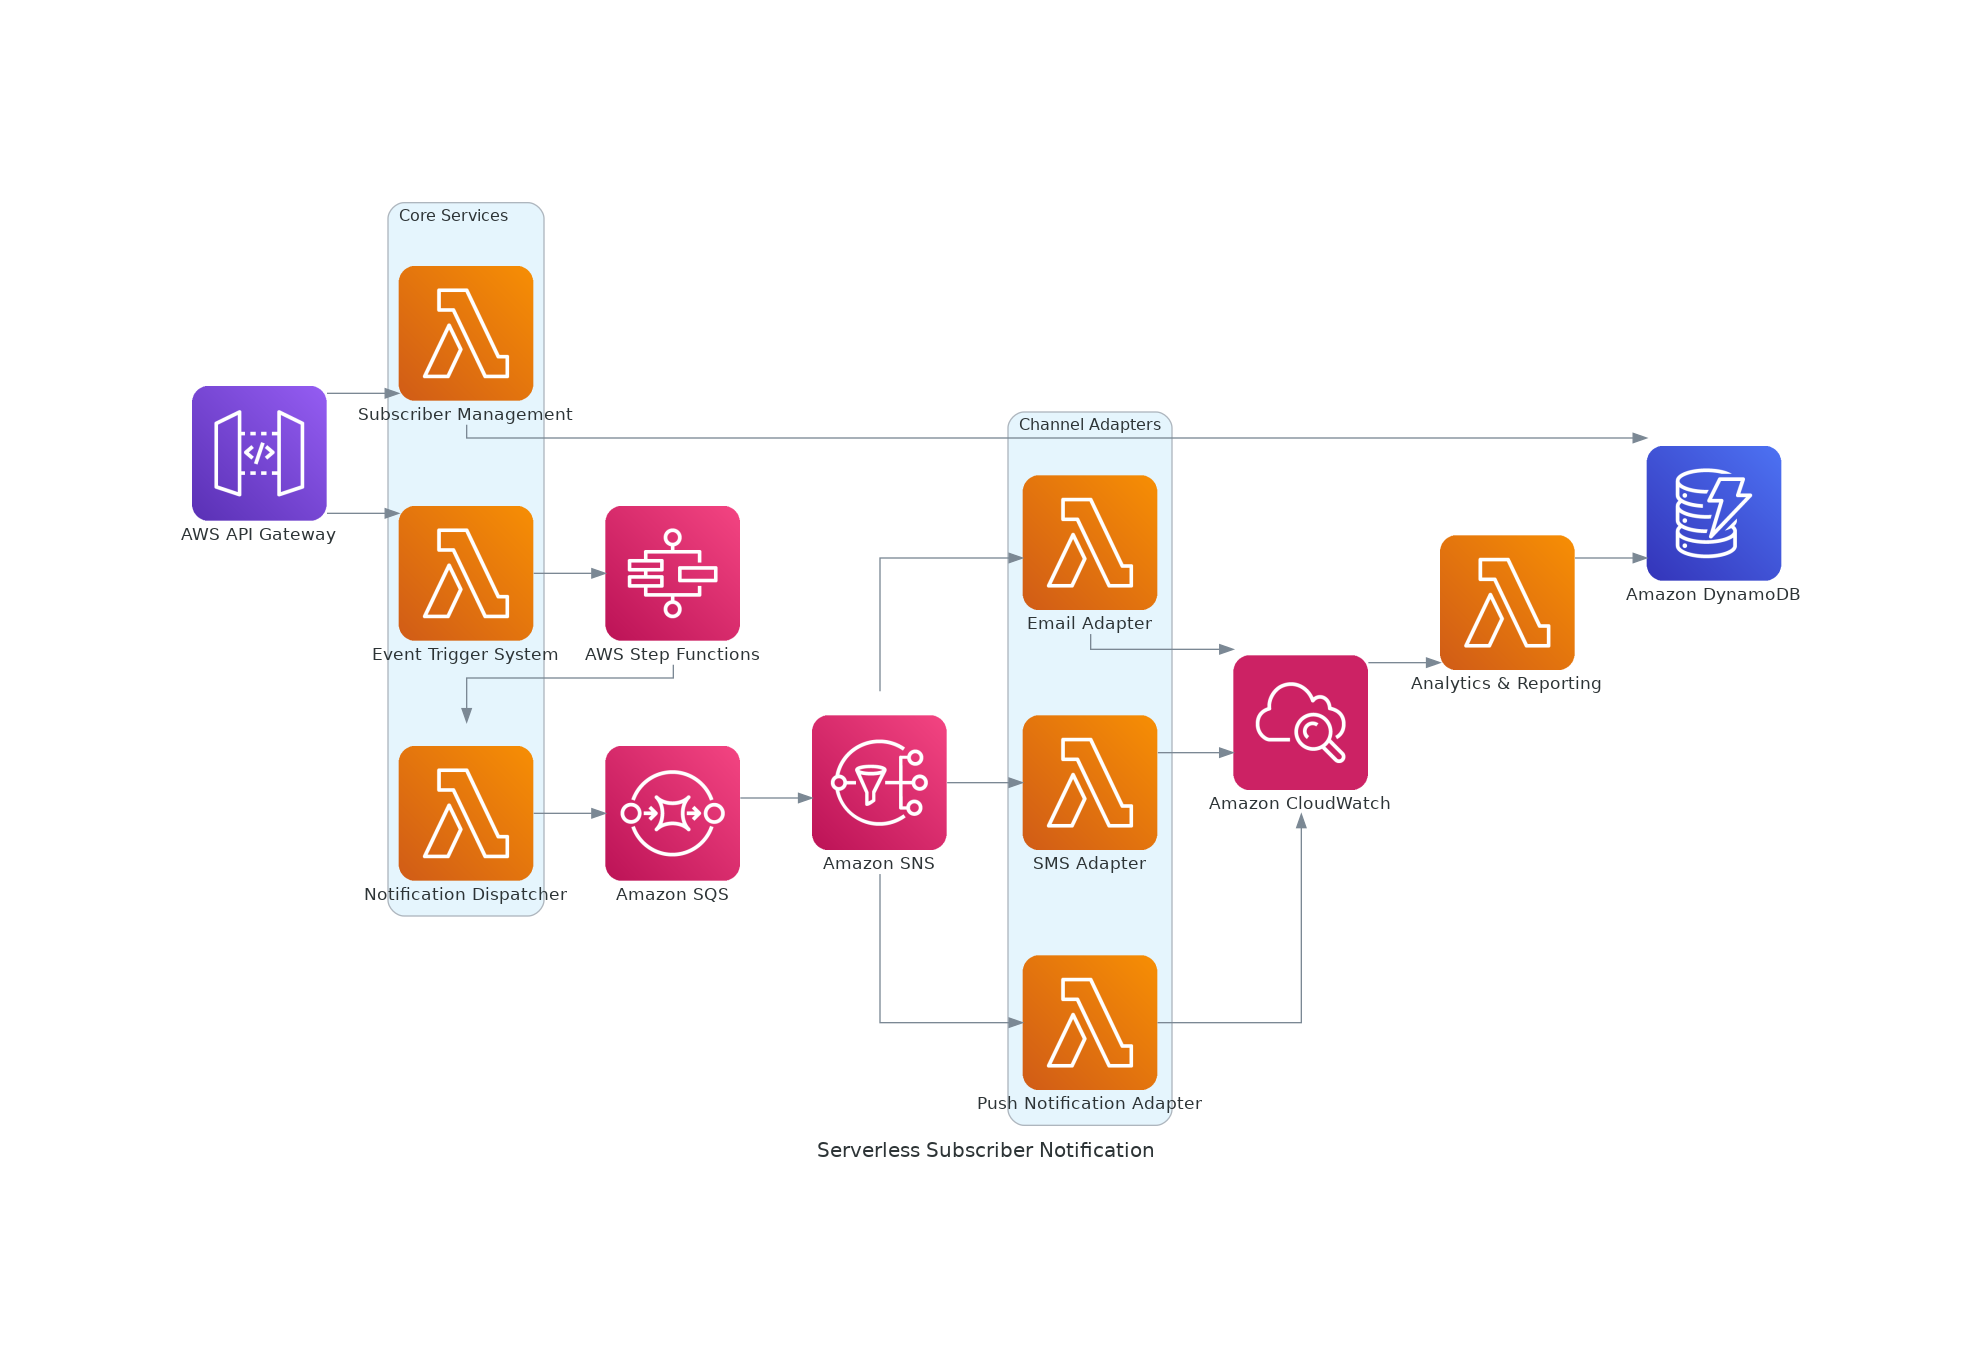 Core Services
Subscriber Management
AWS API Gateway
Event Trigger System
AWS Step Functions
Notification Dispatcher
Amazon SQS
Amazon SNS
Channel Adapters
Email Adapter
SMS Adapter
Push Notification Adapter
Amazon CloudWatch
Analytics & Reporting
Amazon DynamoDB
Serverless Subscriber Notification